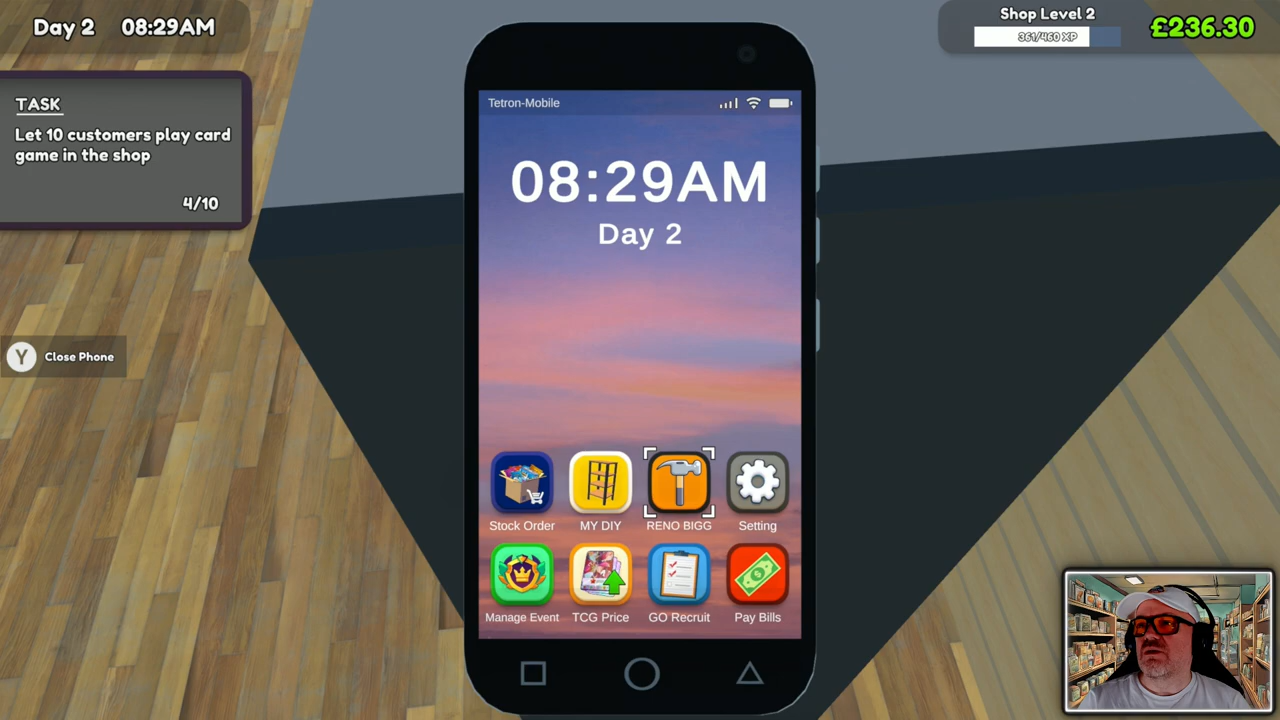 Day 2 08:29AM
Shop Level 2
361/460 XP
£236.30
TASK
Let 10 customers play card
game in the shop
4/10
Y Close Phone
Tetron-Mobile
08:29AM
Day 2
Stock Order MY DIY RENO BIGG Setting
Manage Event TCG Price GO Recruit Pay Bills